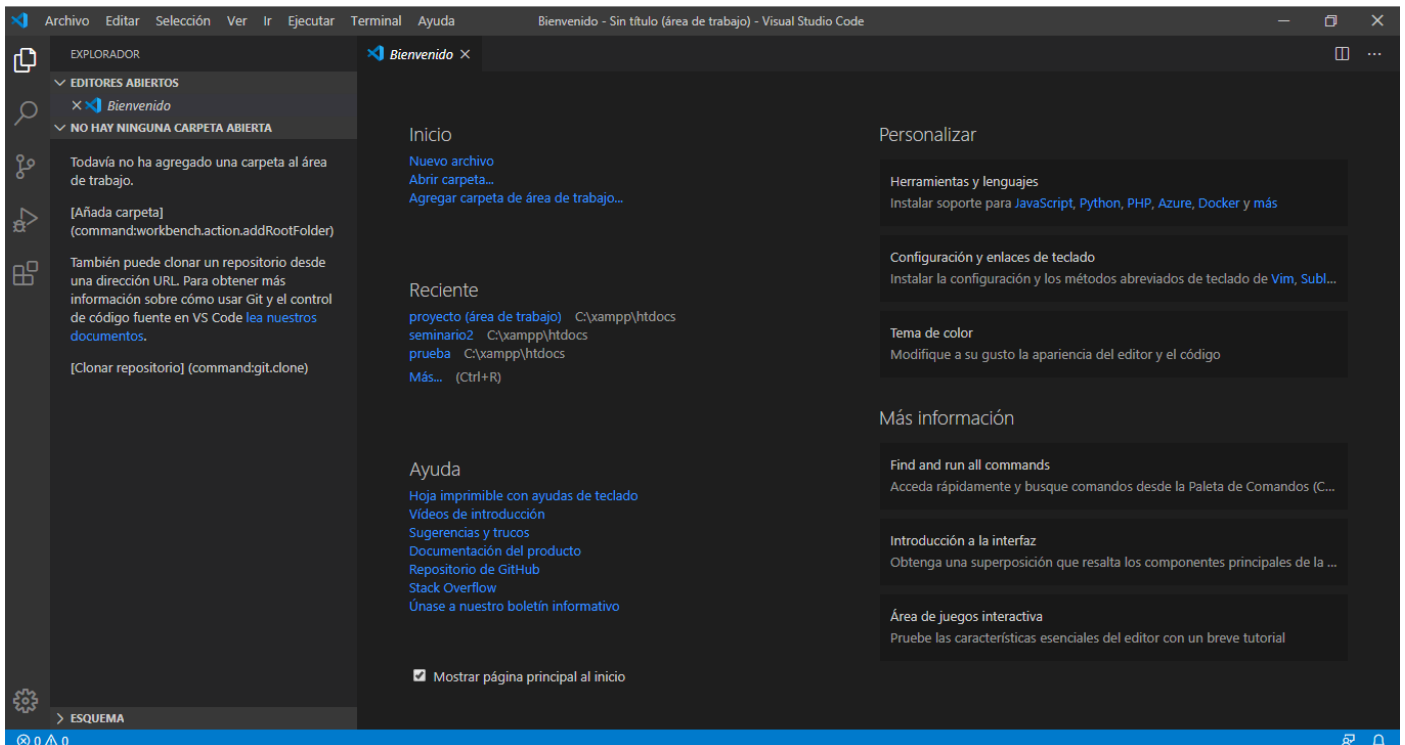 Archivo Editar Selección Ver Ir Ejecutar Terminal Ayuda
Bienvenido - Sin título (área de trabajo) - Visual Studio Code
EXPLORADOR
EDITORES ABIERTOS
Bienvenido
NO HAY NINGUNA CARPETA ABIERTA
Todavía no ha agregado una carpeta al área
de trabajo.
[Añada carpeta]
(command:workbench.action.addRootFolder)
También puede clonar un repositorio desde
una dirección URL. Para obtener más
información sobre cómo usar Git y el control
de código fuente en VS Code lea nuestros
documentos.
[Clonar repositorio] (command:git.clone)
ESQUEMA
Bienvenido
Inicio
Nuevo archivo
Abrir carpeta...
Agregar carpeta de área de trabajo...
Reciente
proyecto (área de trabajo) C:\xampp\htdocs
seminario2 C:\xampp\htdocs
prueba C:\xampp\htdocs
Más... (Ctrl+R)
Ayuda
Hoja imprimible con ayudas de teclado
Vídeos de introducción
Sugerencias y trucos
Documentación del producto
Repositorio de GitHub
Stack Overflow
Únase a nuestro boletín informativo
Mostrar página principal al inicio
Personalizar
Herramientas y lenguajes
Instalar soporte para JavaScript, Python, PHP, Azure, Docker y más
Configuración y enlaces de teclado
Instalar la configuración y los métodos abreviados de teclado de Vim, Subl...
Tema de color
Modifique a su gusto la apariencia del editor y el código
Más información
Find and run all commands
Acceda rápidamente y busque comandos desde la Paleta de Comandos (C...
Introducción a la interfaz
Obtenga una superposición que resalta los componentes principales de la ...
Área de juegos interactiva
Pruebe las características esenciales del editor con un breve tutorial
0 0